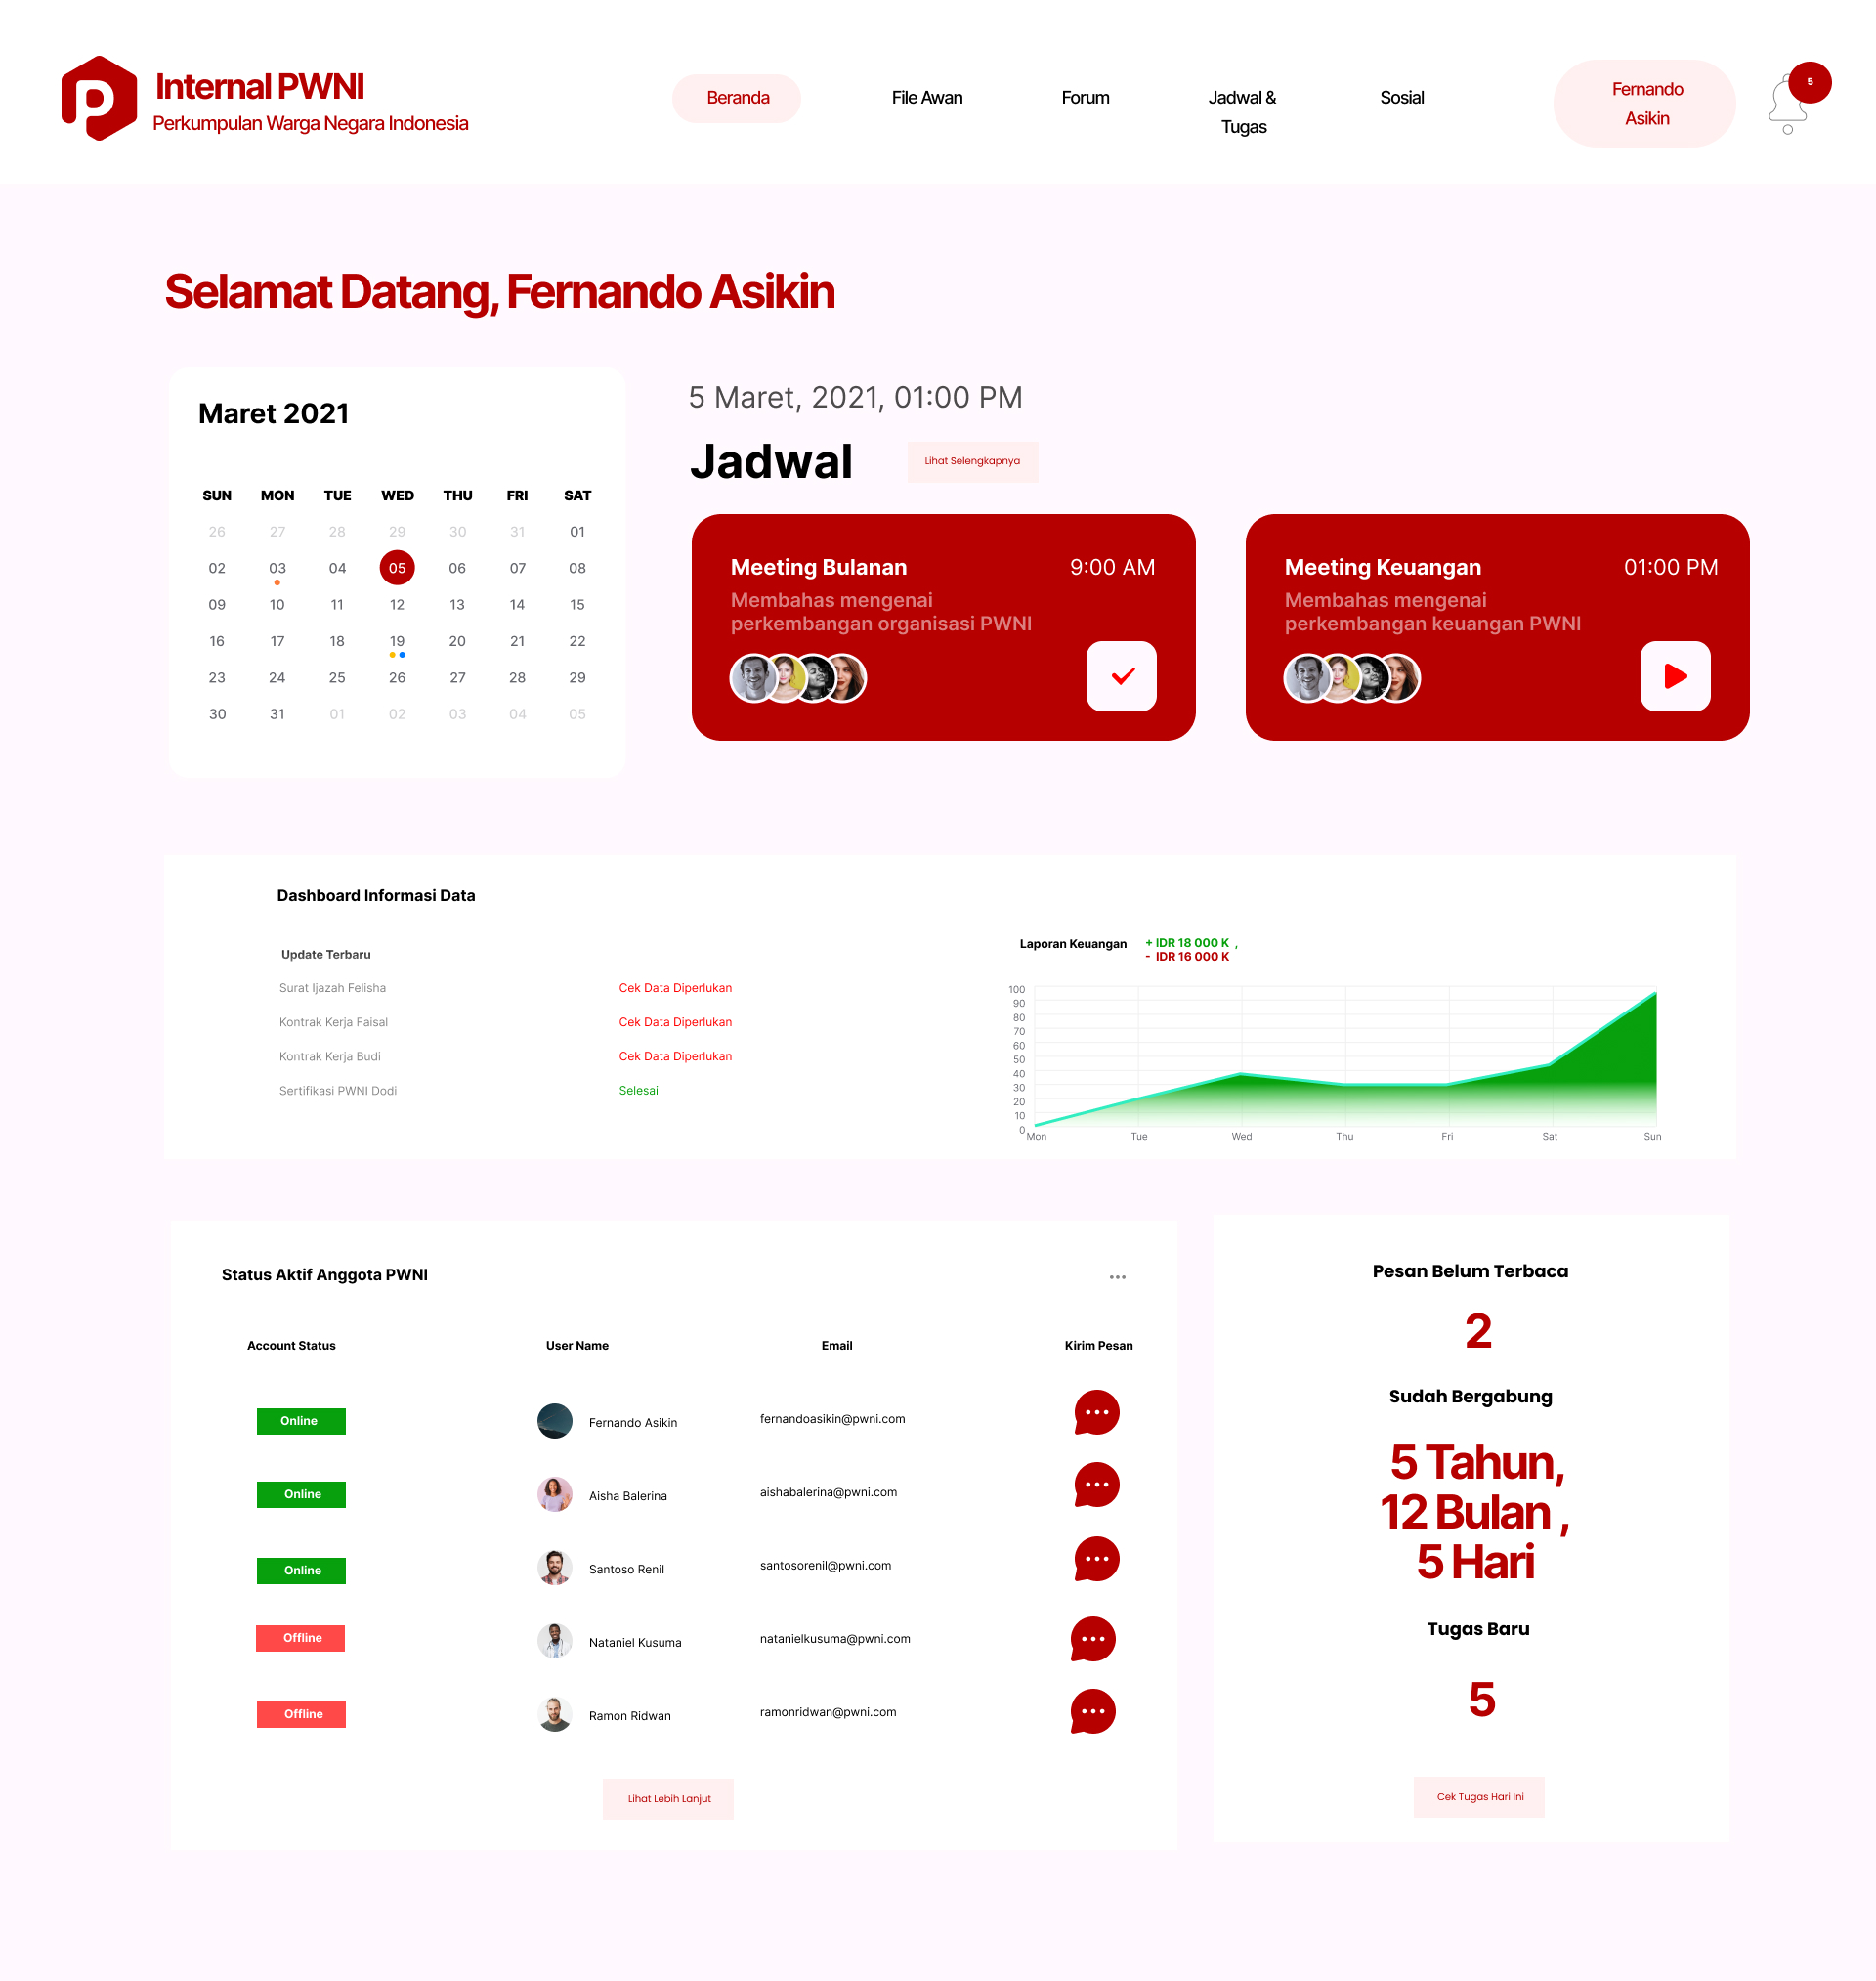 Internal PWNI
Perkumpulan Warga Negara Indonesia
Beranda
File Awan
Forum
Jadwal &
Tugas
Sosial
Fernando
Asikin
5
Selamat Datang, Fernando Asikin
Maret 2021
SUN MON TUE WED THU FRI SAT
26 27 28 29 30 31 01
02 03 04 05 06 07 08
09 10 11 12 13 14 15
16 17 18 19 20 21 22
23 24 25 26 27 28 29
30 31 01 02 03 04 05
5 Maret, 2021, 01:00 PM
Jadwal
Lihat Selengkapnya
Meeting Bulanan 9:00 AM
Membahas mengenai
perkembangan organisasi PWNI
Meeting Keuangan 01:00 PM
Membahas mengenai
perkembangan keuangan PWNI
Dashboard Informasi Data
Update Terbaru
Surat Ijazah Felisha Cek Data Diperlukan
Kontrak Kerja Faisal Cek Data Diperlukan
Kontrak Kerja Budi Cek Data Diperlukan
Sertifikasi PWNI Dodi Selesai
Laporan Keuangan + IDR 18 000 K ,
- IDR 16 000 K
100
90
80
70
60
50
40
30
20
10
0
Mon Tue Wed Thu Fri Sat Sun
Status Aktif Anggota PWNI
Account Status User Name Email Kirim Pesan
Online Fernando Asikin fernandoasikin@pwni.com
Online Aisha Balerina aishabalerina@pwni.com
Online Santoso Renil santosorenil@pwni.com
Offline Nataniel Kusuma natanielkusuma@pwni.com
Offline Ramon Ridwan ramonridwan@pwni.com
Lihat Lebih Lanjut
Pesan Belum Terbaca
2
Sudah Bergabung
5 Tahun,
12 Bulan ,
5 Hari
Tugas Baru
5
Cek Tugas Hari Ini